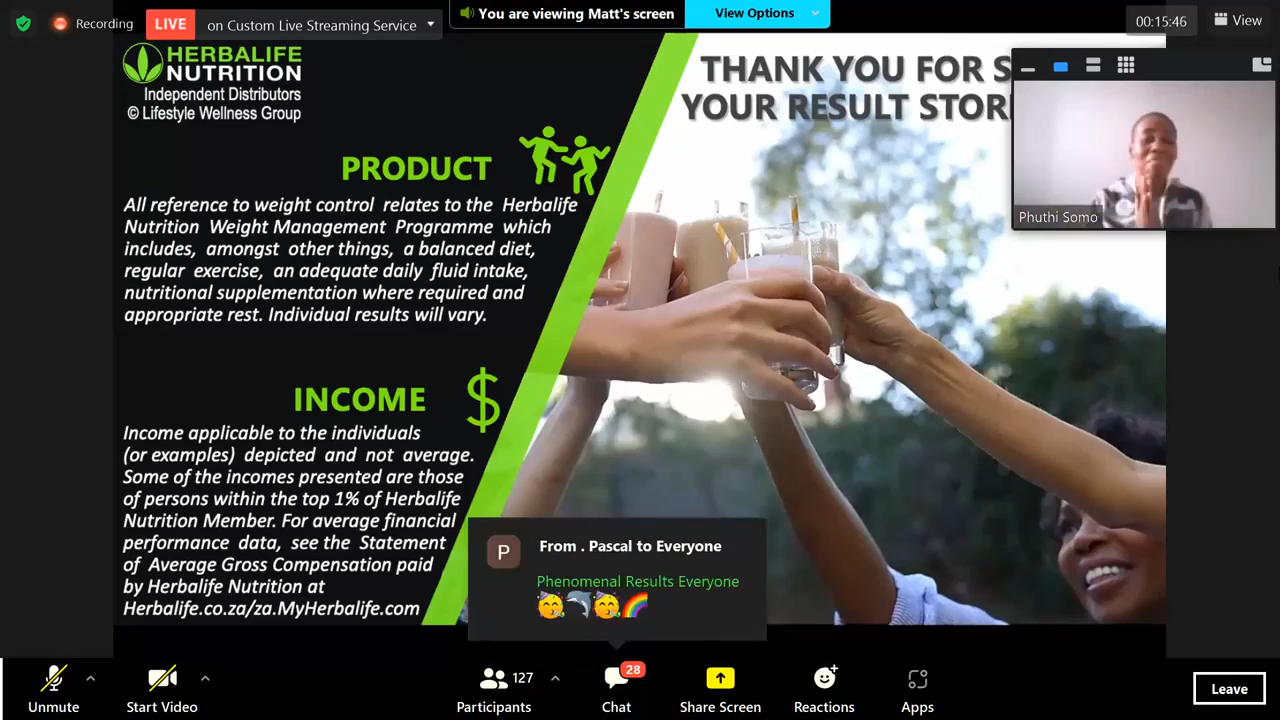 Recording
LIVE
on Custom Live Streaming Service
You are viewing Matt's screen
View Options
00:15:46
View
HERBALIFE
NUTRITION
Independent Distributors
© Lifestyle Wellness Group
THANK YOU FOR S
YOUR RESULT STOR
Phuthi Somo
PRODUCT
All reference to weight control relates to the Herbalife
Nutrition Weight Management Programme which
includes, amongst other things, a balanced diet,
regular exercise, an adequate daily fluid intake,
nutritional supplementation where required and
appropriate rest. Individual results will vary.
INCOME
$
Income applicable to the individuals
(or examples) depicted and not average.
Some of the incomes presented are those
of persons within the top 1% of Herbalife
Nutrition Member. For average financial
performance data, see the Statement
of Average Gross Compensation paid
by Herbalife Nutrition at
Herbalife.co.za/za.MyHerbalife.com
P
From . Pascal to Everyone
Phenomenal Results Everyone
🥳🐬🥳🌈
Unmute
Start Video
127
Participants
28
Chat
Share Screen
Reactions
Apps
Leave